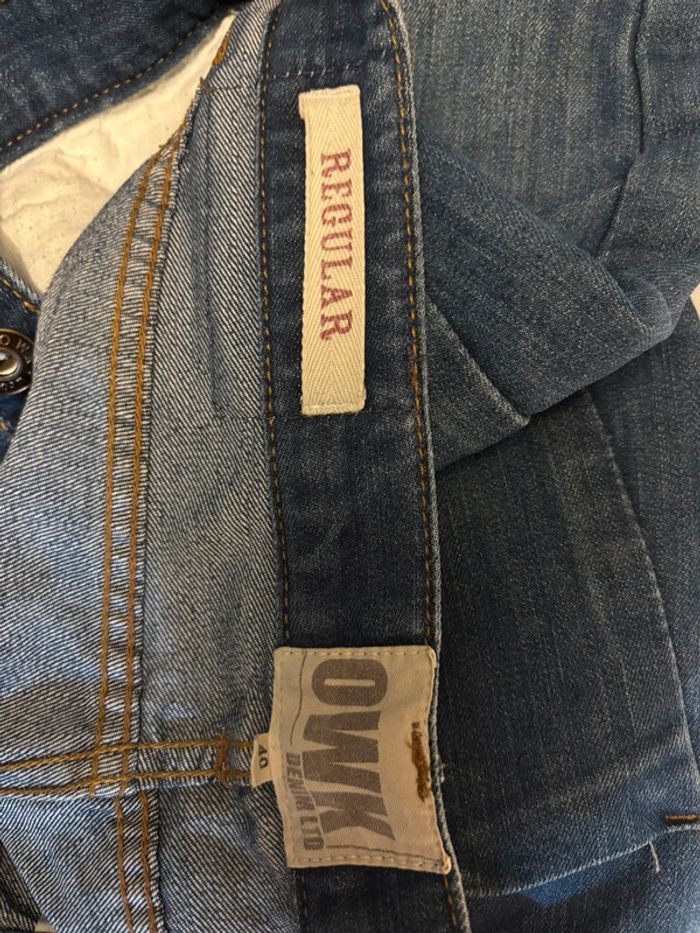 REGULAR
OWK
DENIM LTD
40